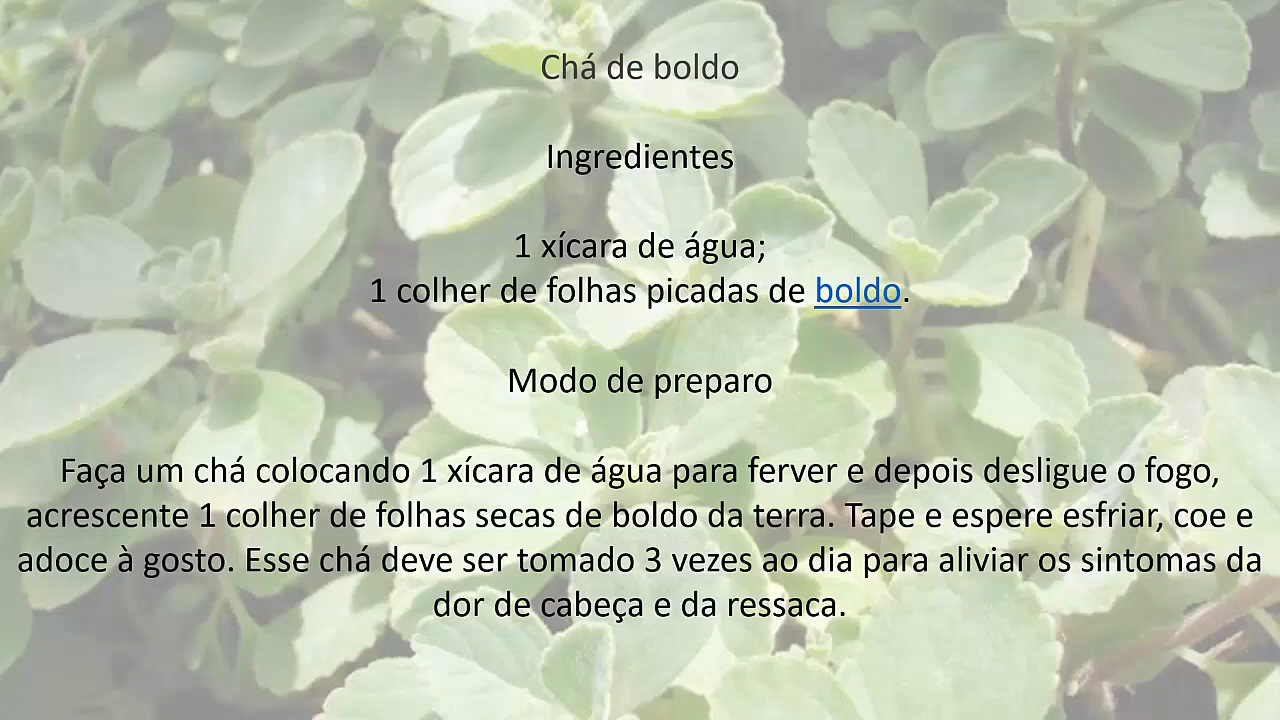 Chá de boldo
Ingredientes
1 xícara de água;
1 colher de folhas picadas de boldo.
Modo de preparo
Faça um chá colocando 1 xícara de água para ferver e depois desligue o fogo,
acrescente 1 colher de folhas secas de boldo da terra. Tape e espere esfriar, coe e
adoce à gosto. Esse chá deve ser tomado 3 vezes ao dia para aliviar os sintomas da
dor de cabeça e da ressaca.